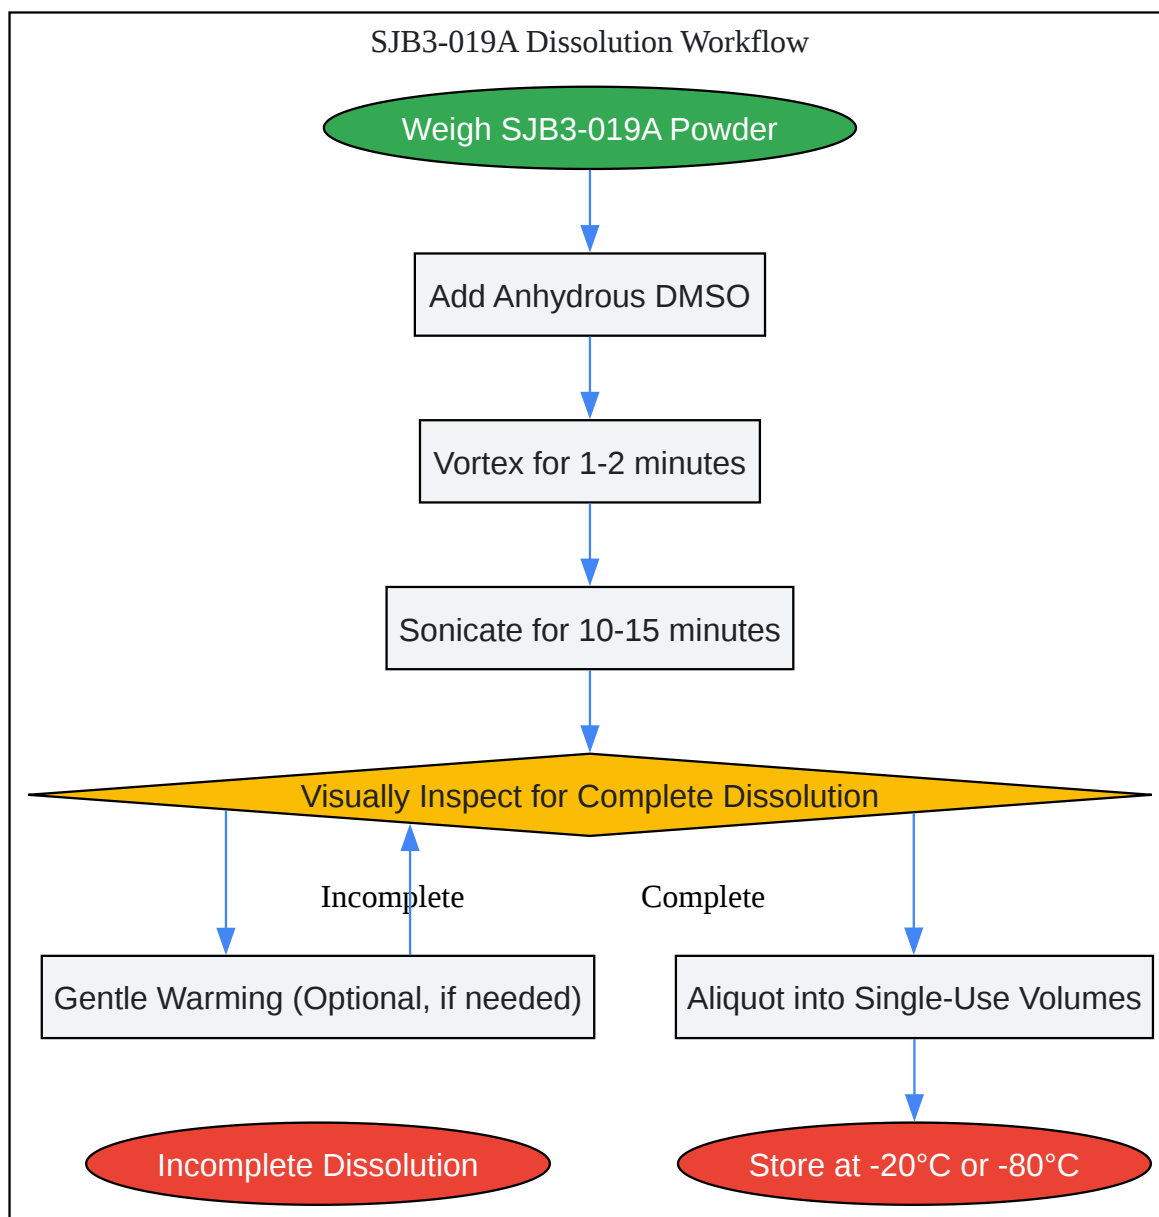 SJB3-019A Dissolution Workflow
Weigh SJB3-019A Powder
Add Anhydrous DMSO
Vortex for 1-2 minutes
Sonicate for 10-15 minutes
Visually Inspect for Complete Dissolution
Incomplete
Complete
Gentle Warming (Optional, if needed)
Aliquot into Single-Use Volumes
Incomplete Dissolution
Store at -20°C or -80°C